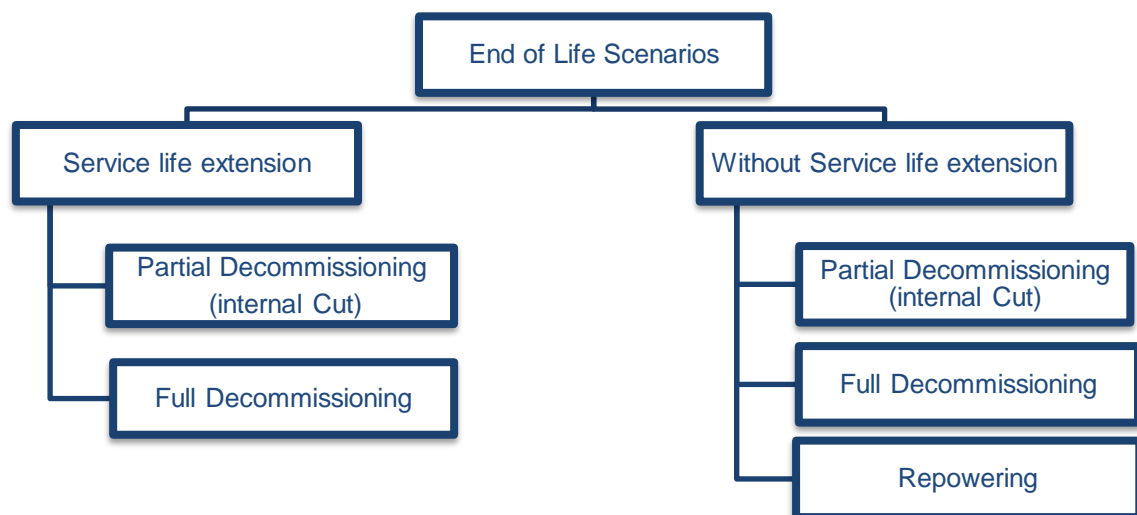 End of Life Scenarios
Service life extension
Partial Decommissioning
(internal Cut)
Full Decommissioning
Without Service life extension
Partial Decommissioning
(internal Cut)
Full Decommissioning
Repowering